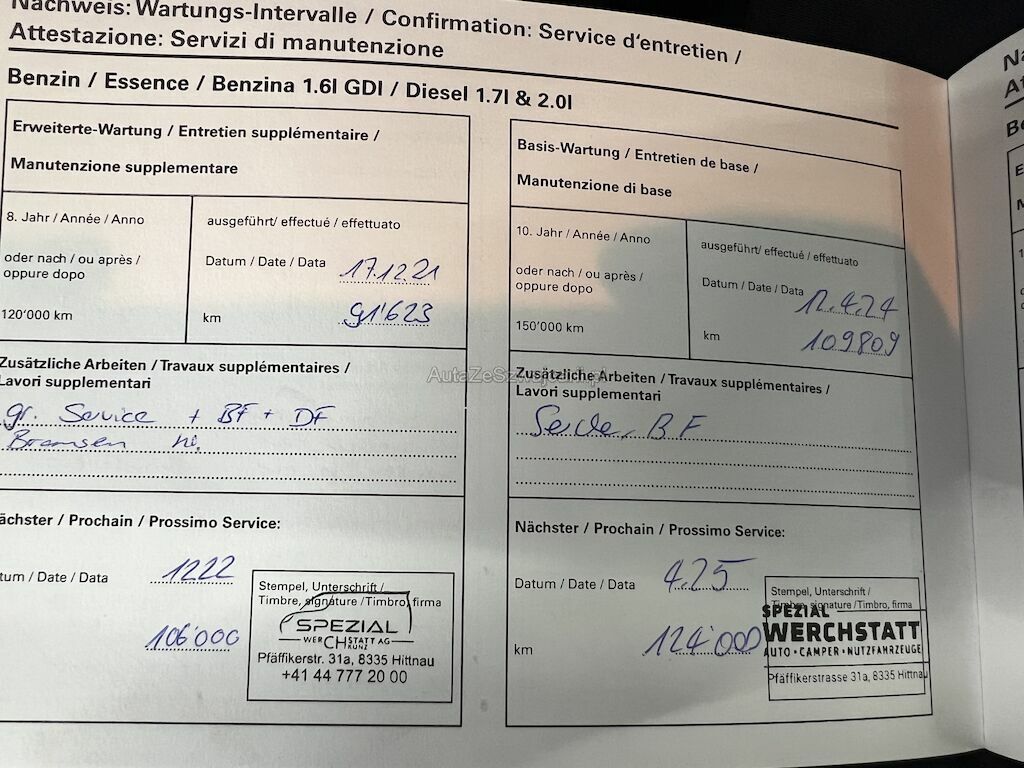 Nachweis: Wartungs-Intervalle / Confirmation: Service d'entretien /
Attestazione: Servizi di manutenzione
Benzin / Essence / Benzina 1.6l GDI / Diesel 1.7l & 2.0l
Erweiterte-Wartung / Entretien supplémentaire /
Manutenzione supplementare
8. Jahr / Année / Anno
ausgeführt/ effectué / effettuato
oder nach / ou après /
oppure dopo
Datum / Date / Data 17.12.21
120'000 km
km 91'623
Zusätzliche Arbeiten / Travaux supplémentaires /
Lavori supplementari
gr. Service + BF + DF
Bremsen
Nächster / Prochain / Prossimo Service:
Datum / Date / Data 1222
106'000
Stempel, Unterschrift /
Timbre, signature / Timbro, firma
SPEZIAL
WERCHSTATT AG
KUNZ
Pfäffikerstr. 31a, 8335 Hittnau
+41 44 777 20 00
Basis-Wartung / Entretien de base /
Manutenzione di base
10. Jahr / Année / Anno
ausgeführt/ effectué / effettuato
oder nach / ou après /
oppure dopo
Datum / Date / Data 12.4.24
150'000 km
km 109809
Zusätzliche Arbeiten / Travaux supplémentaires /
Lavori supplementari
BF
Nächster / Prochain / Prossimo Service:
Datum / Date / Data 4.25
km 124'000
Stempel, Unterschrift /
Timbre, signature / Timbro, firma
SPEZIAL
WERCHSTATT
AUTO • CAMPER • NUTZFAHRZEUGE
Pfäffikerstrasse 31a, 8335 Hittnau